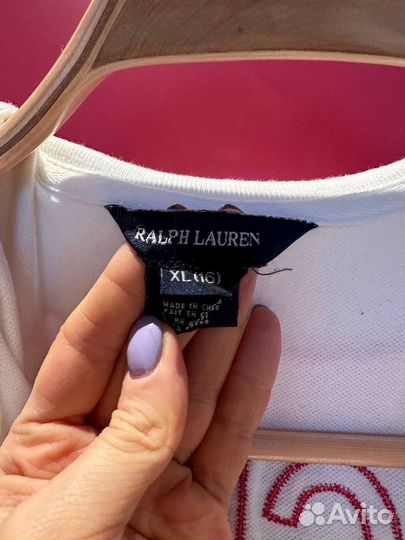 RALPH LAUREN
XL (16)
MADE IN
FAIT EN
Avito